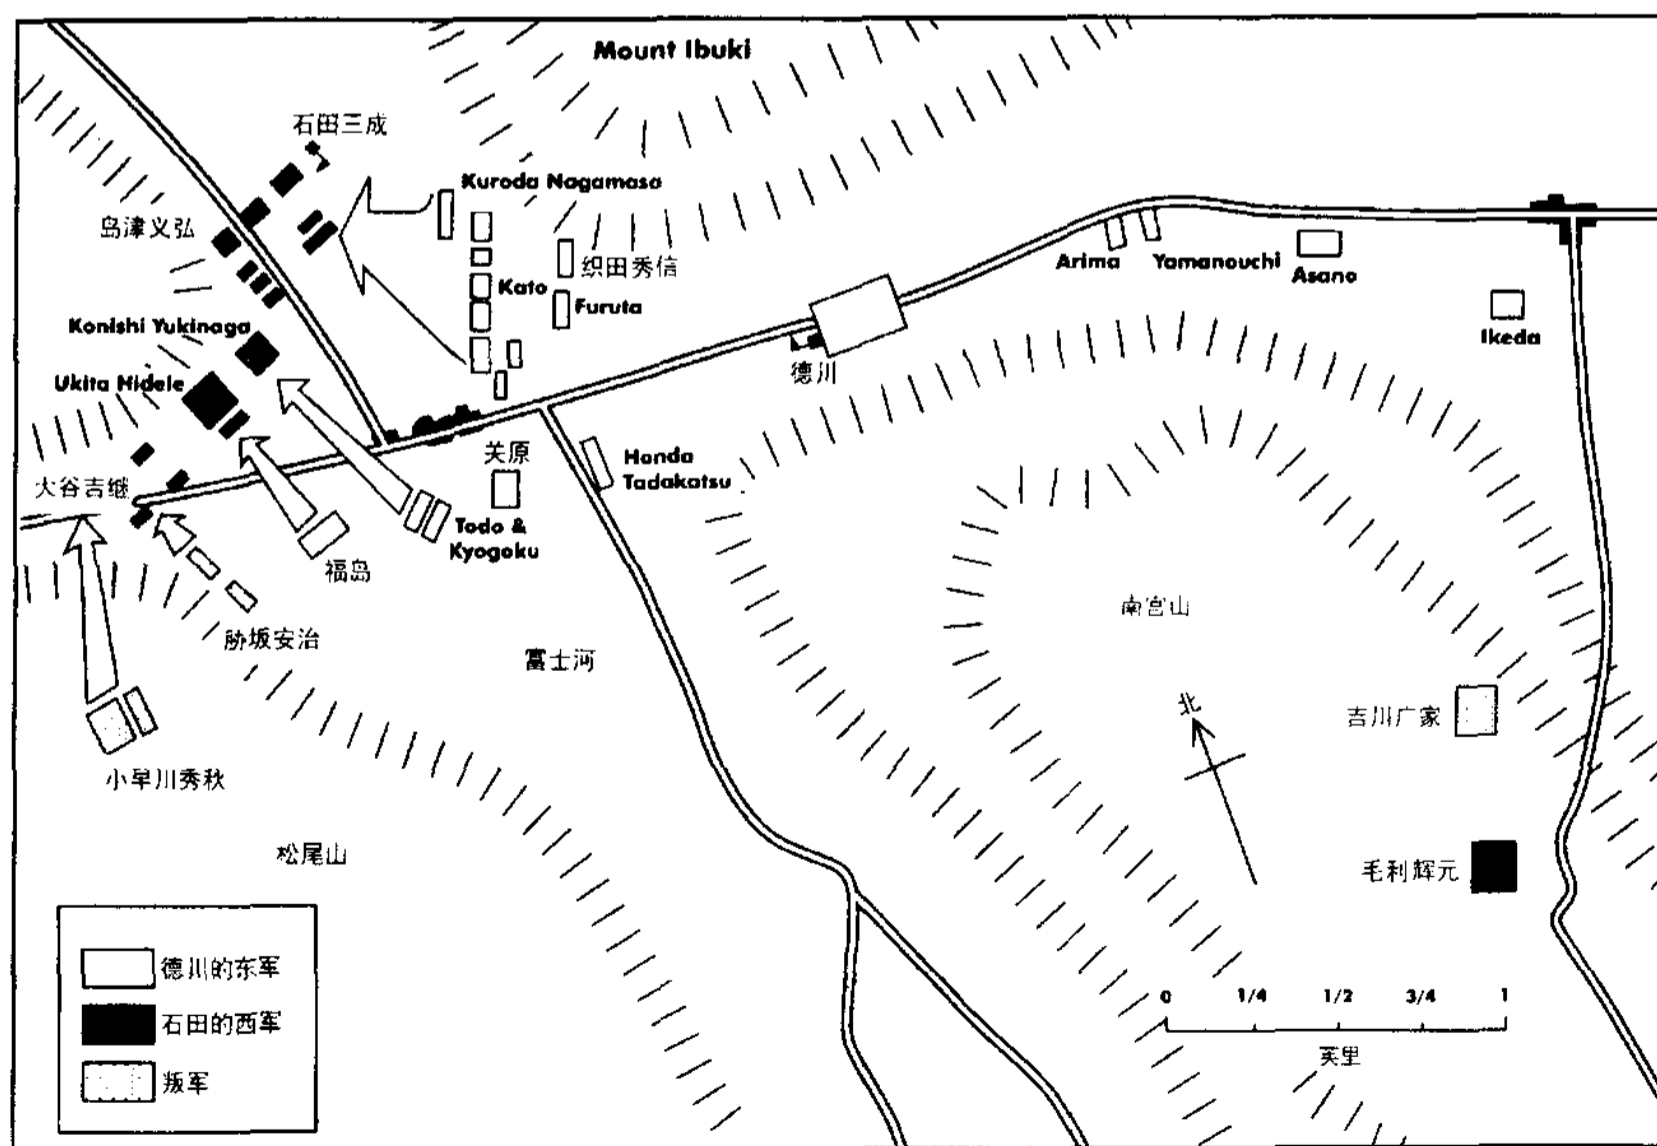 Mount Ibuki
石田三成
Kuroda Nagamasa
岛津义弘
织田秀信
Kato
Furuta
Arima
Yamanouchi
Asano
Ikeda
Konishi Yukinaga
Ukita Hidele
德川
关原
Honda
Tadakatsu
大谷吉继
Todo &
Kyogoku
福岛
胁坂安治
富士河
南宫山
北
吉川广家
小早川秀秋
松尾山
毛利辉元
德川的东军
石田的西军
叛军
0 1/4 1/2 3/4 1
英里